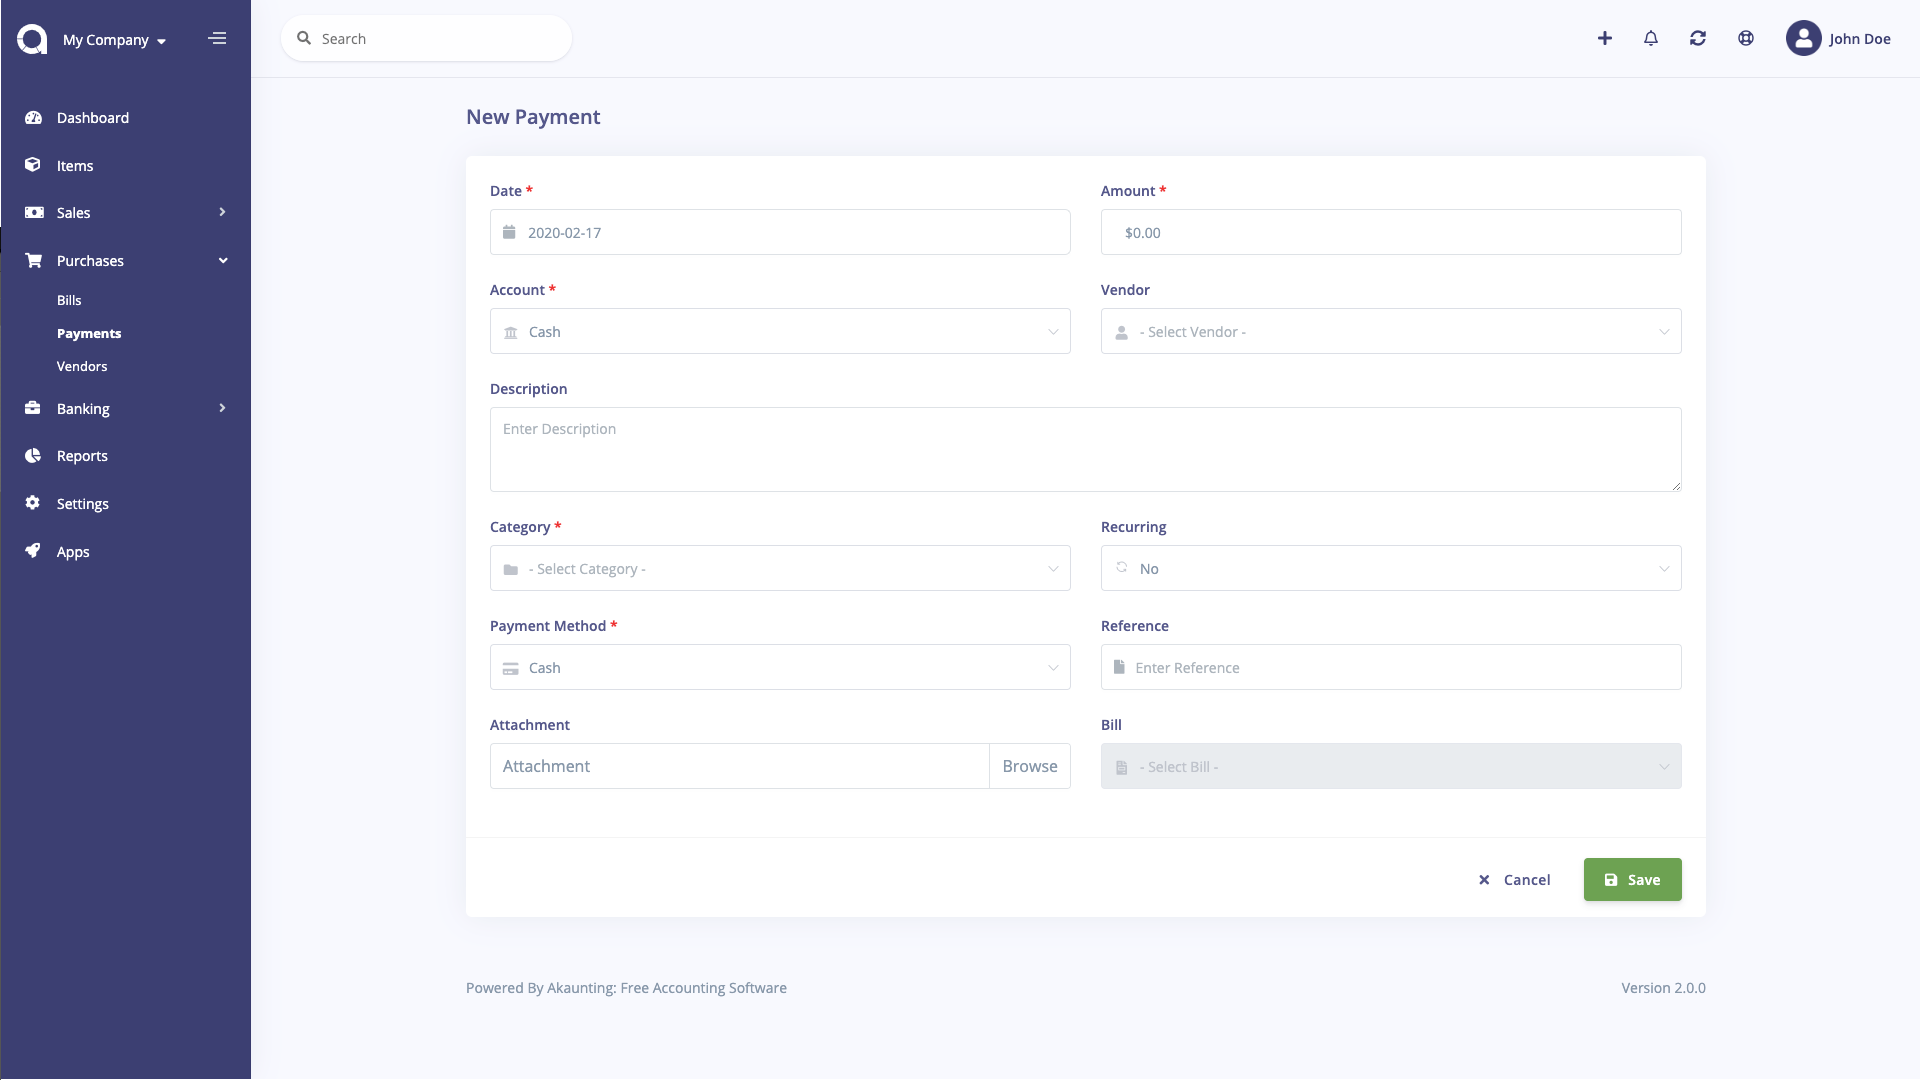 My Company
Search
John Doe
Dashboard
Items
Sales
Purchases
Bills
Payments
Vendors
Banking
Reports
Settings
Apps
New Payment
Date *
Amount *
2020-02-17
$0.00
Account *
Vendor
Cash
- Select Vendor -
Description
Enter Description
Category *
Recurring
- Select Category -
No
Payment Method *
Reference
Cash
Enter Reference
Attachment
Bill
Attachment
Browse
- Select Bill -
Cancel
Save
Powered By Akaunting: Free Accounting Software
Version 2.0.0